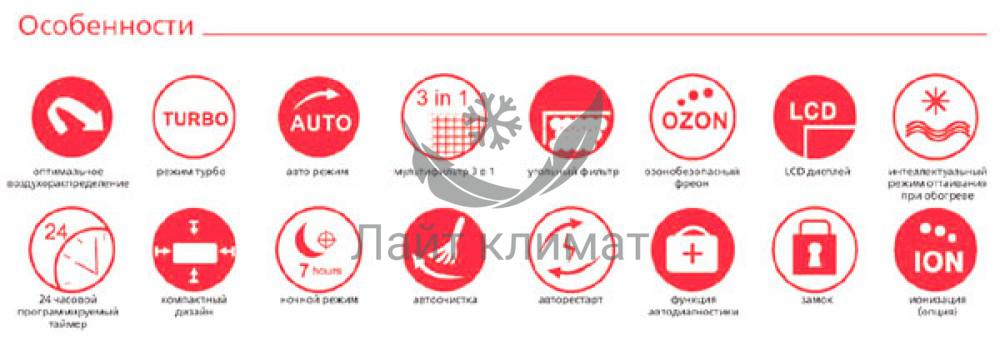 Особенности
TURBO
AUTO
3 in 1
OZON
LCD
оптимальное
воздухораспределение
режим турбо
авто режим
мультифильтр 3 в 1
угольный фильтр
озонобезопасный
фреон
LCD дисплей
интеллектуальный
режим оттаивания
при обогреве
24
7 hours
ION
Лайт климат
24 часовой
программируемый
таймер
компактный
дизайн
ночной режим
автоочистка
авторестарт
функция
автодиагностики
замок
ионизация
(опция)